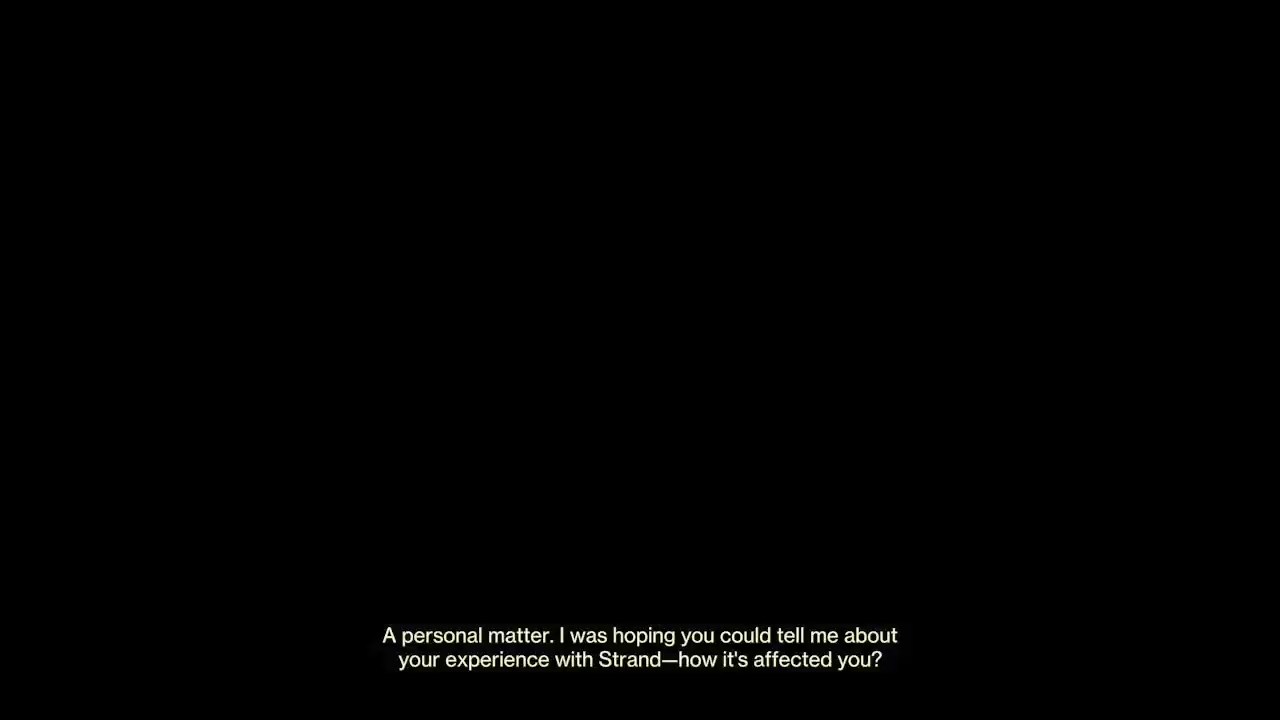 A personal matter. I was hoping you could tell me about
your experience with Strand—how it's affected you?